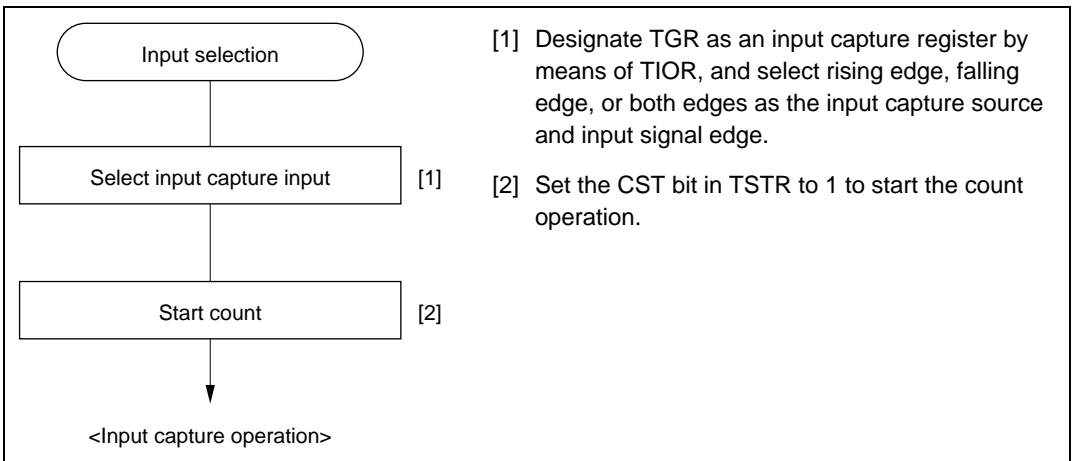 Input selection
Select input capture input [1]
Start count [2]
<Input capture operation>
[1] Designate TGR as an input capture register by
means of TIOR, and select rising edge, falling
edge, or both edges as the input capture source
and input signal edge.
[2] Set the CST bit in TSTR to 1 to start the count
operation.